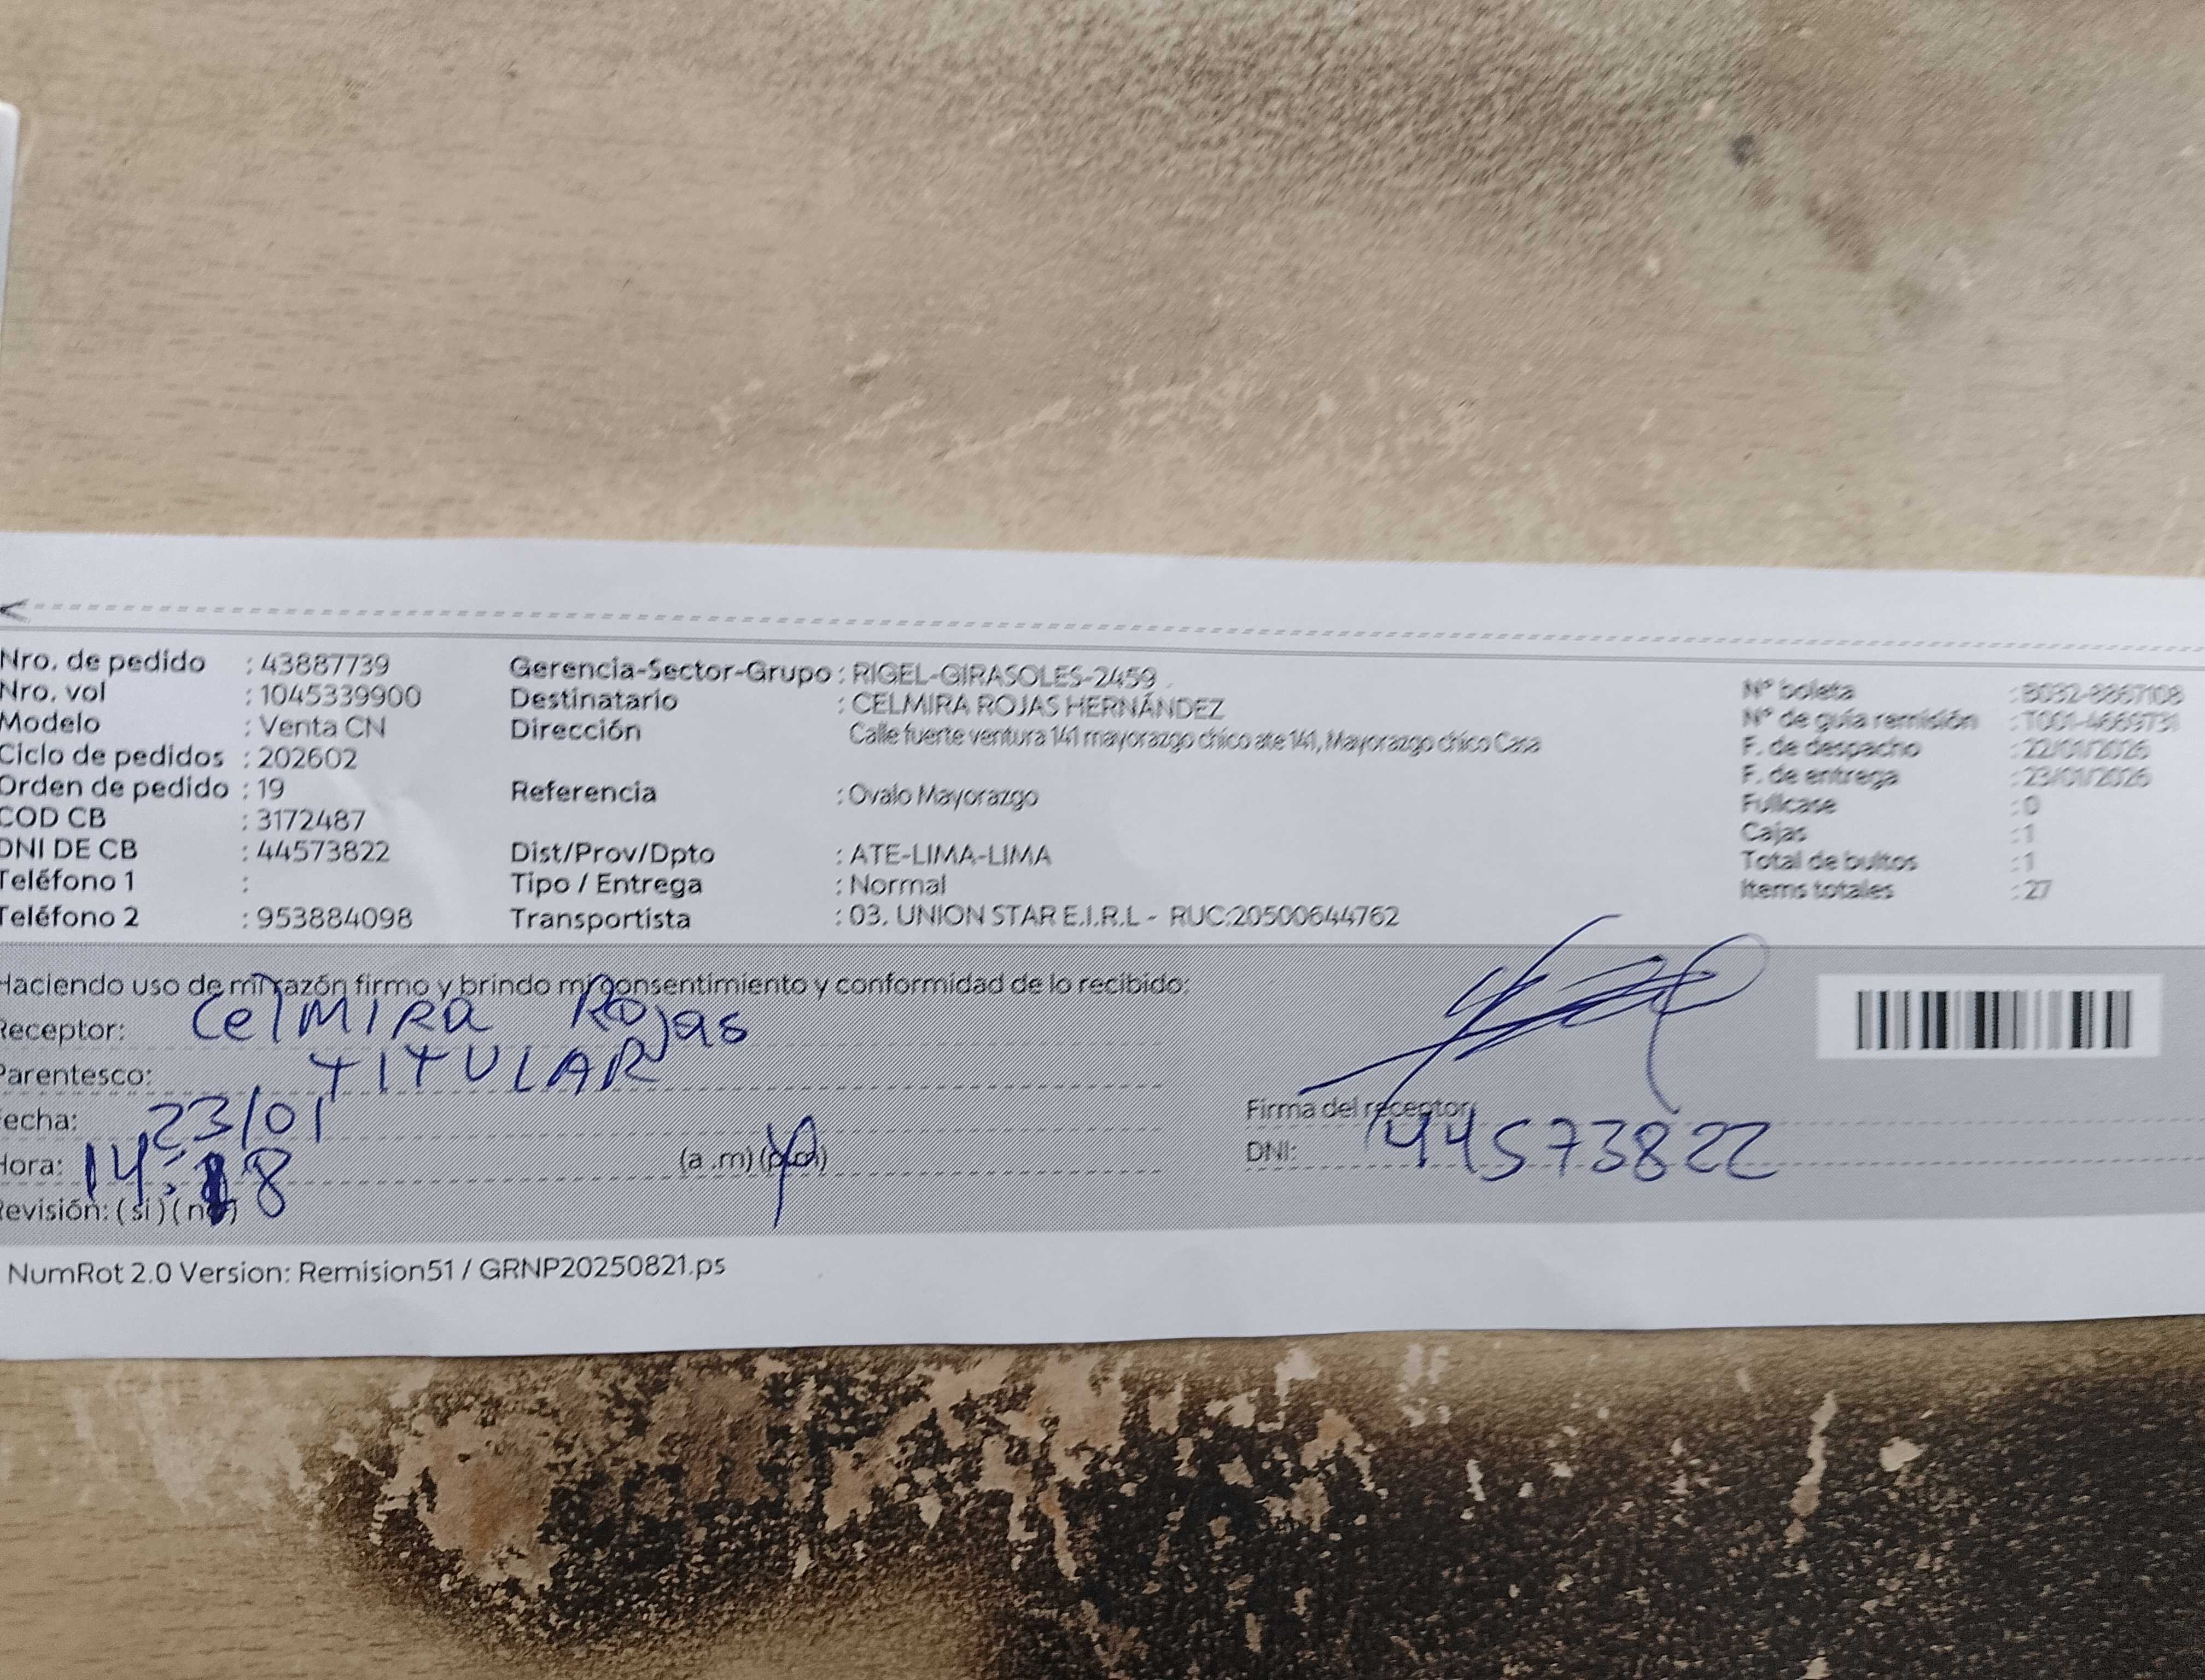 Nro. de pedido : 43887739
Nro. vol : 1045339900
Modelo : Venta CN
Ciclo de pedidos : 202602
Orden de pedido : 19
COD CB : 3172487
DNI DE CB : 44573822
Teléfono 1 :
Teléfono 2 : 953884098
Gerencia-Sector-Grupo : RIGEL-GIRASOLES-2459
Destinatario : CELMIRA ROJAS HERNÁNDEZ
Dirección Calle fuerte ventura 141 mayorazgo chico ate 141, Mayorazgo chico Casa
Referencia : Ovalo Mayorazgo
Dist/Prov/Dpto : ATE-LIMA-LIMA
Tipo / Entrega : Normal
Transportista : 03. UNION STAR E.I.R.L - RUC:20500644762
N° boleta : B032-8867108
N° de guía remisión : T001-4669731
F. de despacho : 22/01/2026
F. de entrega : 23/01/2026
Fullcase : 0
Cajas : 1
Total de bultos : 1
Items totales : 27
Haciendo uso de mi razón firmo y brindo mi consentimiento y conformidad de lo recibido:
Receptor: Celmira Rojas
Parentesco: TITULAR
Fecha: 23/01
Hora: 14:18 (a .m) (p.m)
Revisión: ( si ) ( no )
Firma del receptor:
DNI: 44573822
NumRot 2.0 Version: Remision51 / GRNP20250821.ps